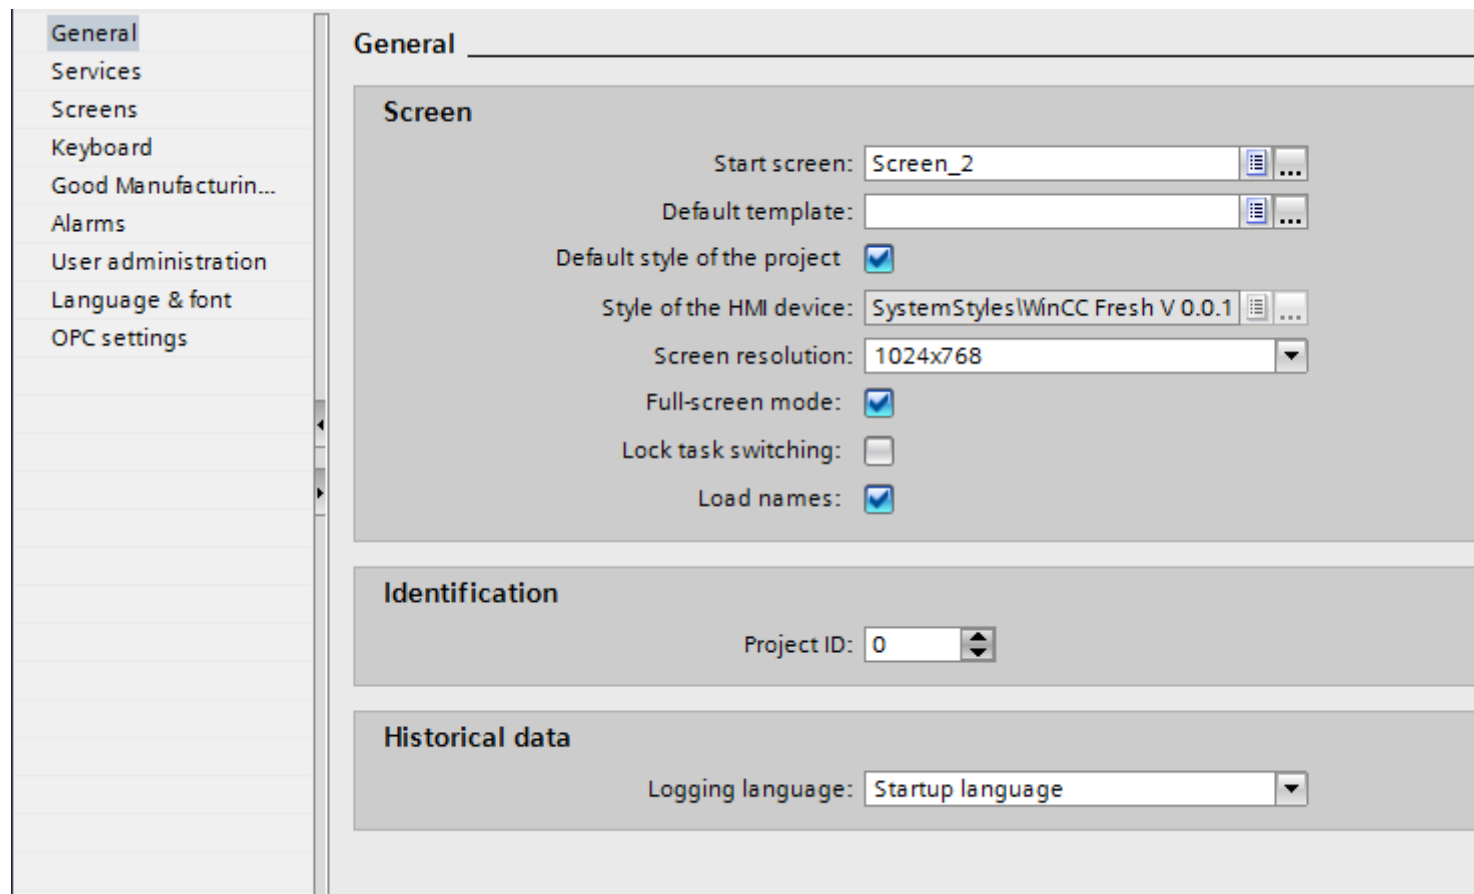 General
Services
Screens
Keyboard
Good Manufacturin...
Alarms
User administration
Language & font
OPC settings
General
Screen
Start screen: Screen_2 ...
Default template: ...
Default style of the project
Style of the HMI device: SystemStyles\WinCC Fresh V 0.0.1 ...
Screen resolution: 1024x768
Full-screen mode:
Lock task switching:
Load names:
Identification
Project ID: 0
Historical data
Logging language: Startup language